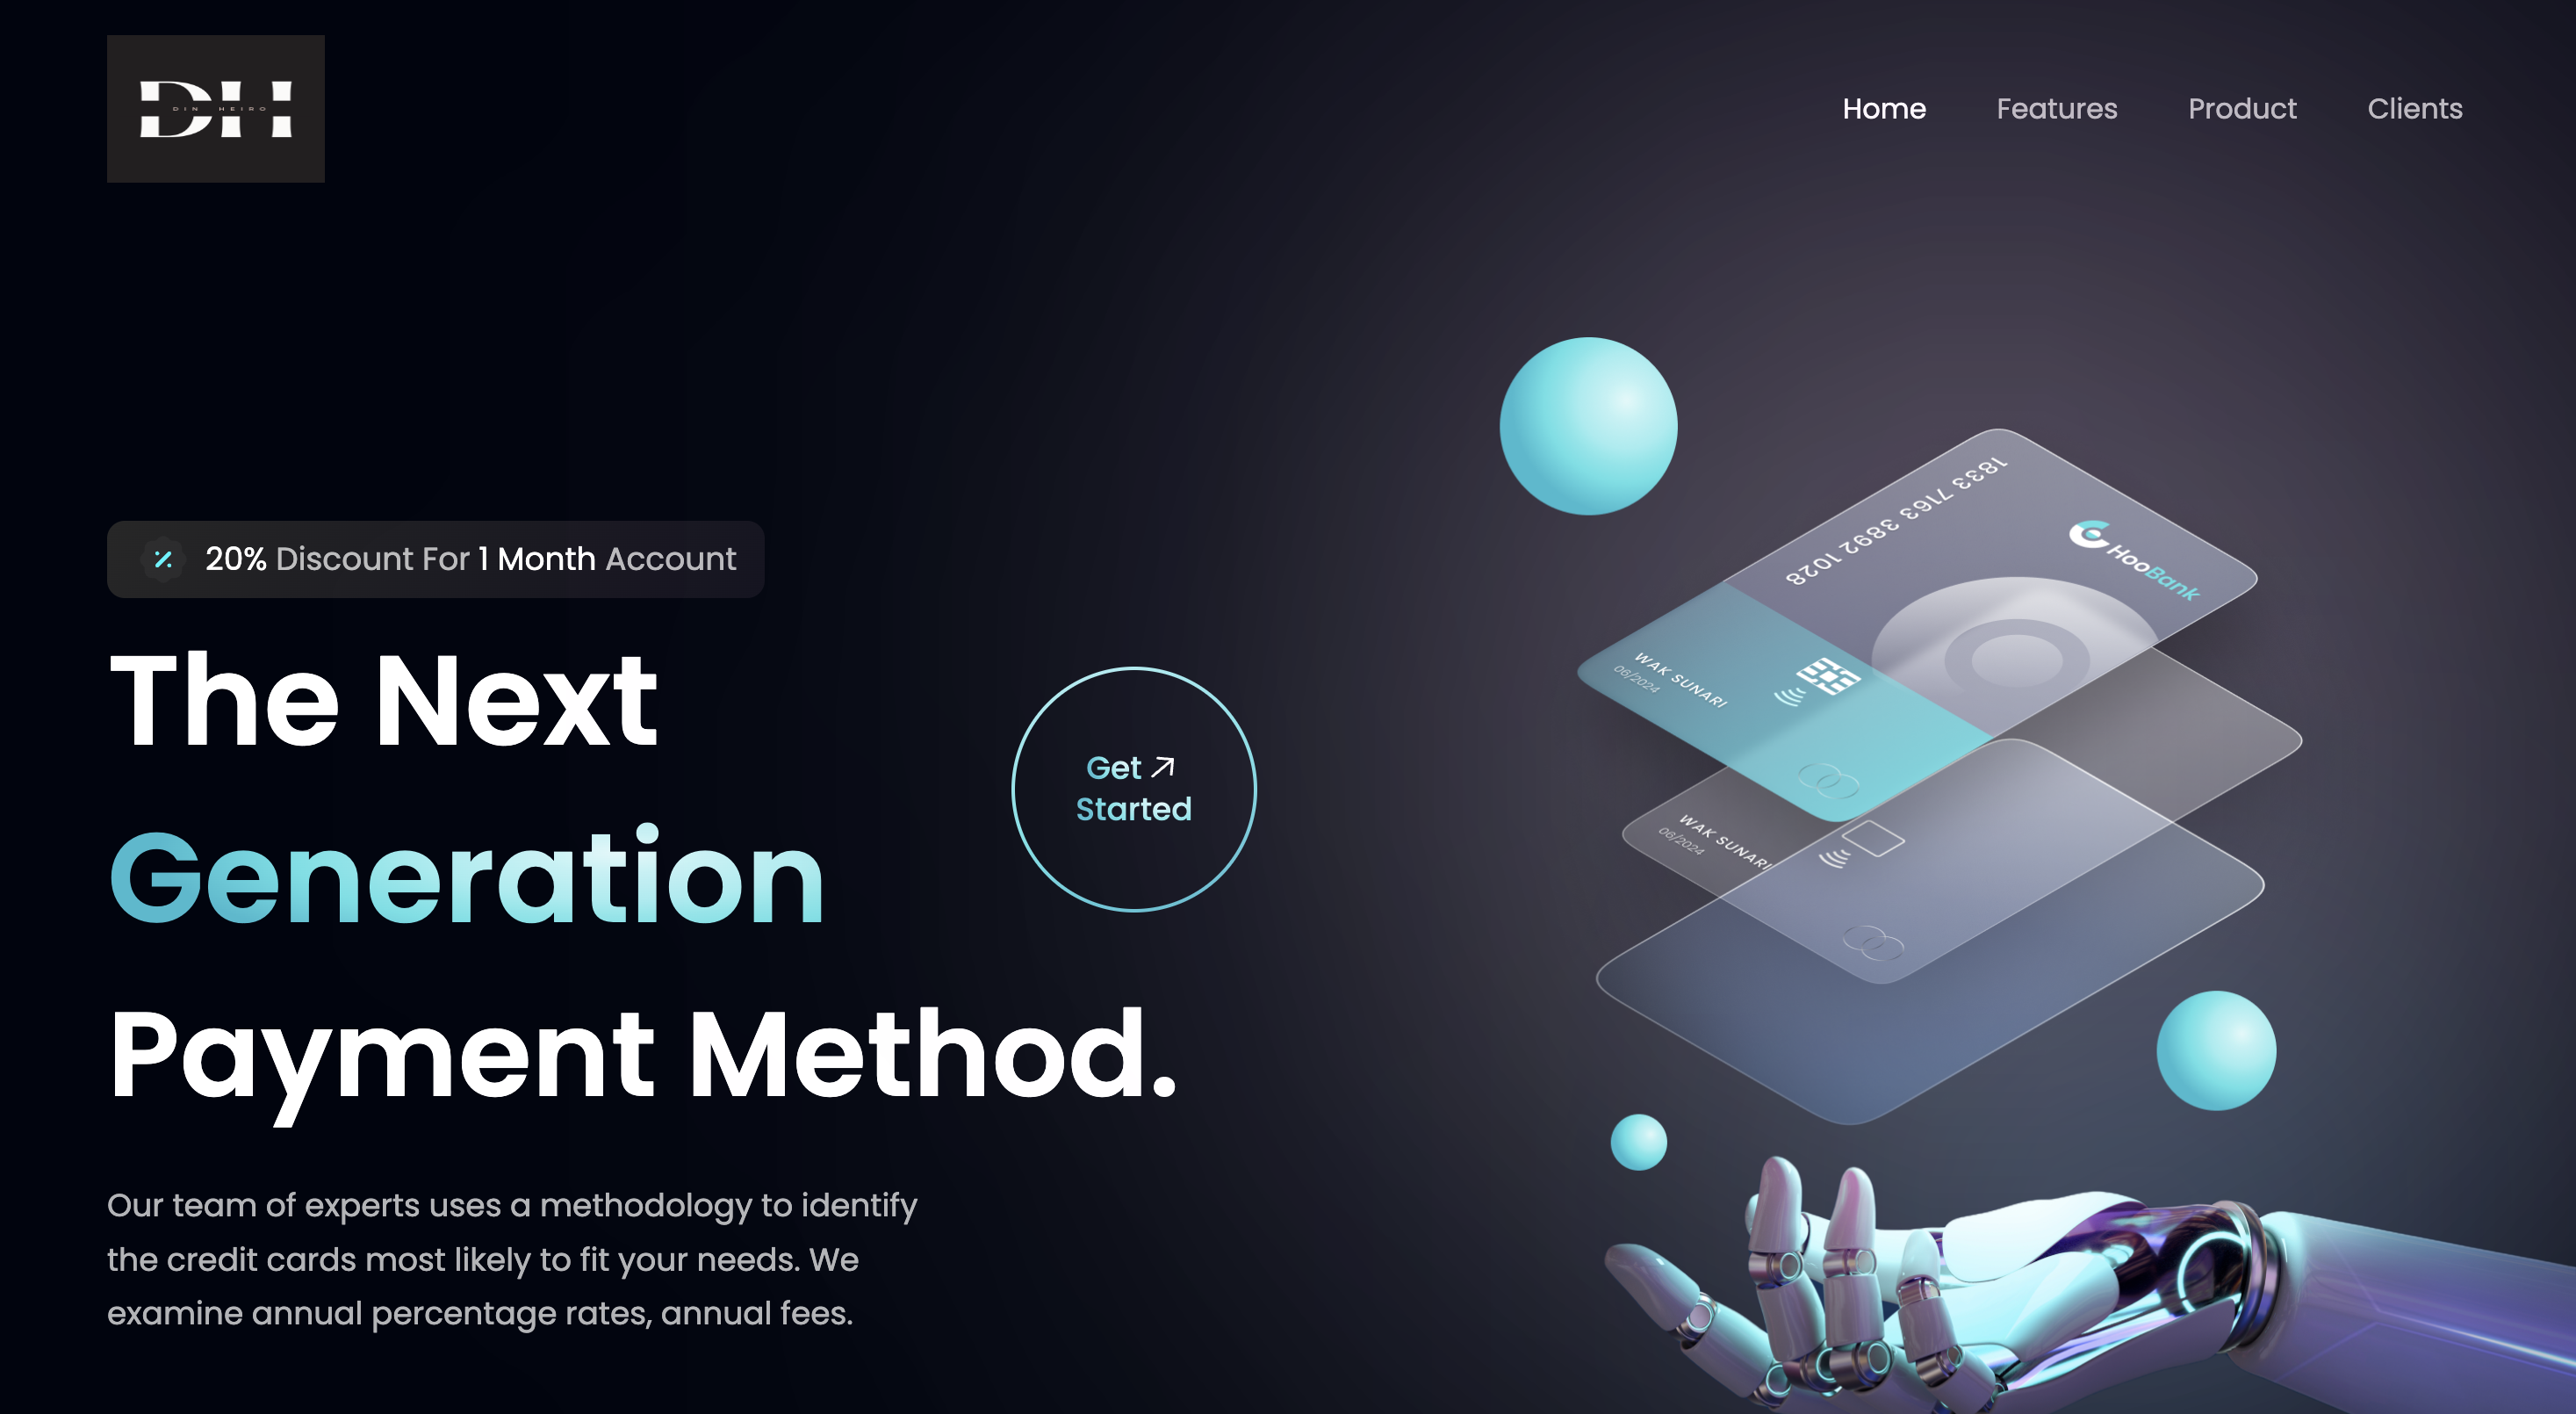 DH
DIN HEIRO
Home Features Product Clients
20% Discount For 1 Month Account
The Next
Generation
Payment Method.
Get
Started
Our team of experts uses a methodology to identify
the credit cards most likely to fit your needs. We
examine annual percentage rates, annual fees.
1833 7163 3892 1028
HooBank
WAK SUNARI
06/2024
WAK SUNARI
06/2024